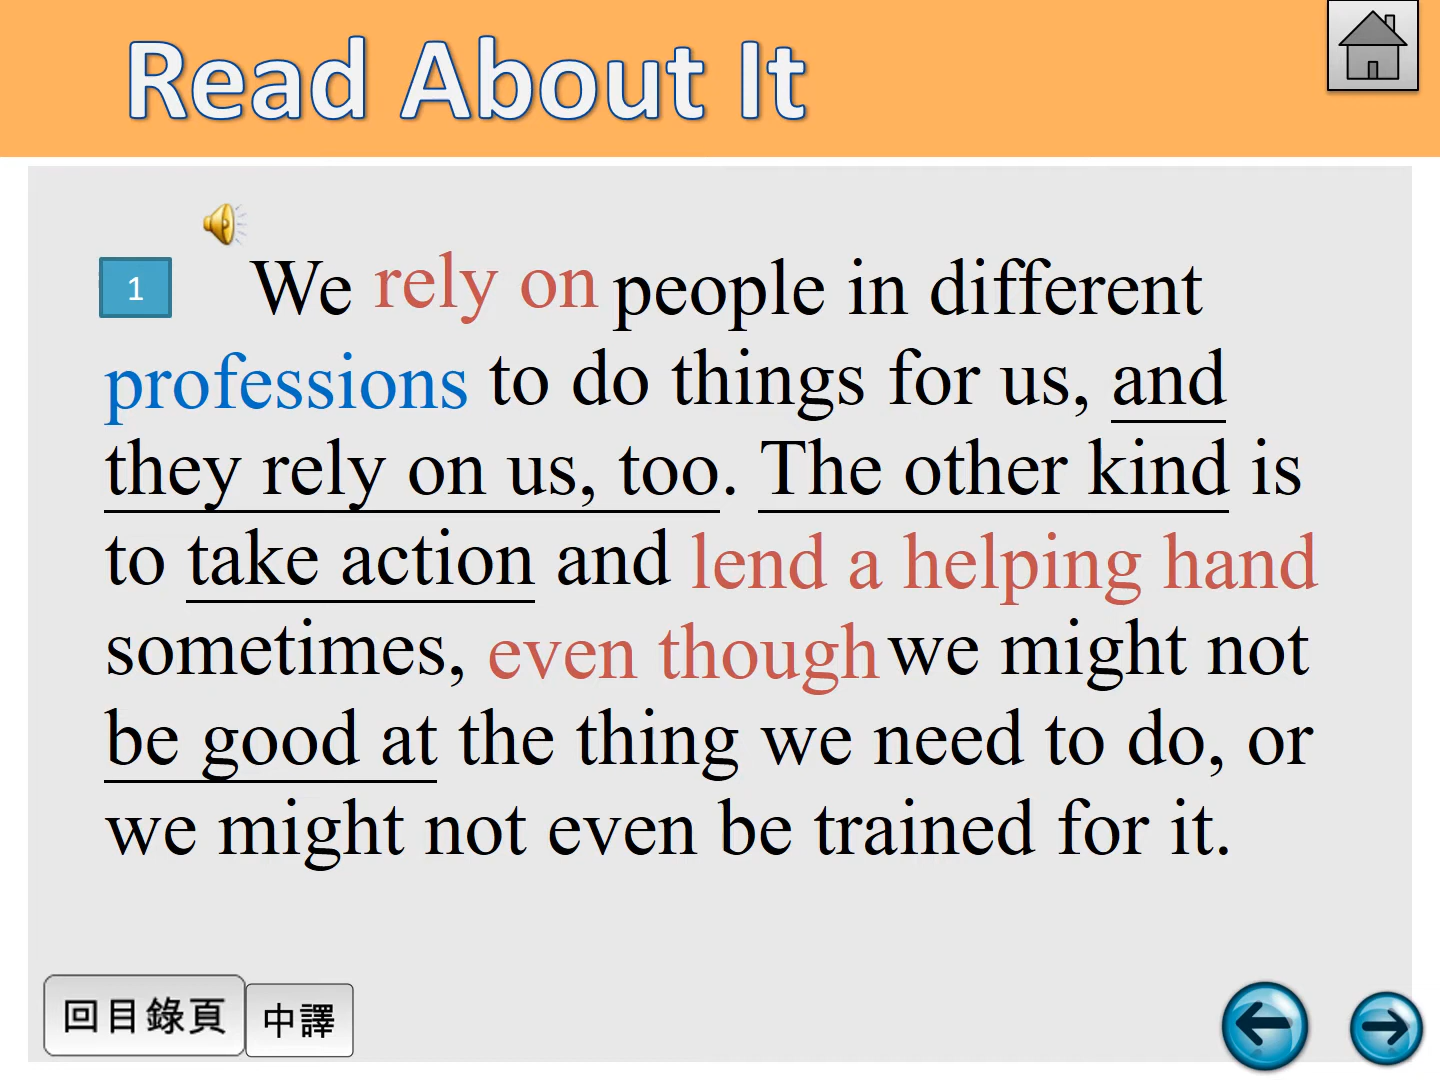 Read About It
1
We rely on people in different
professions to do things for us, and
they rely on us, too. The other kind is
to take action and lend a helping hand
sometimes, even though we might not
be good at the thing we need to do, or
we might not even be trained for it.
回目錄頁
中譯